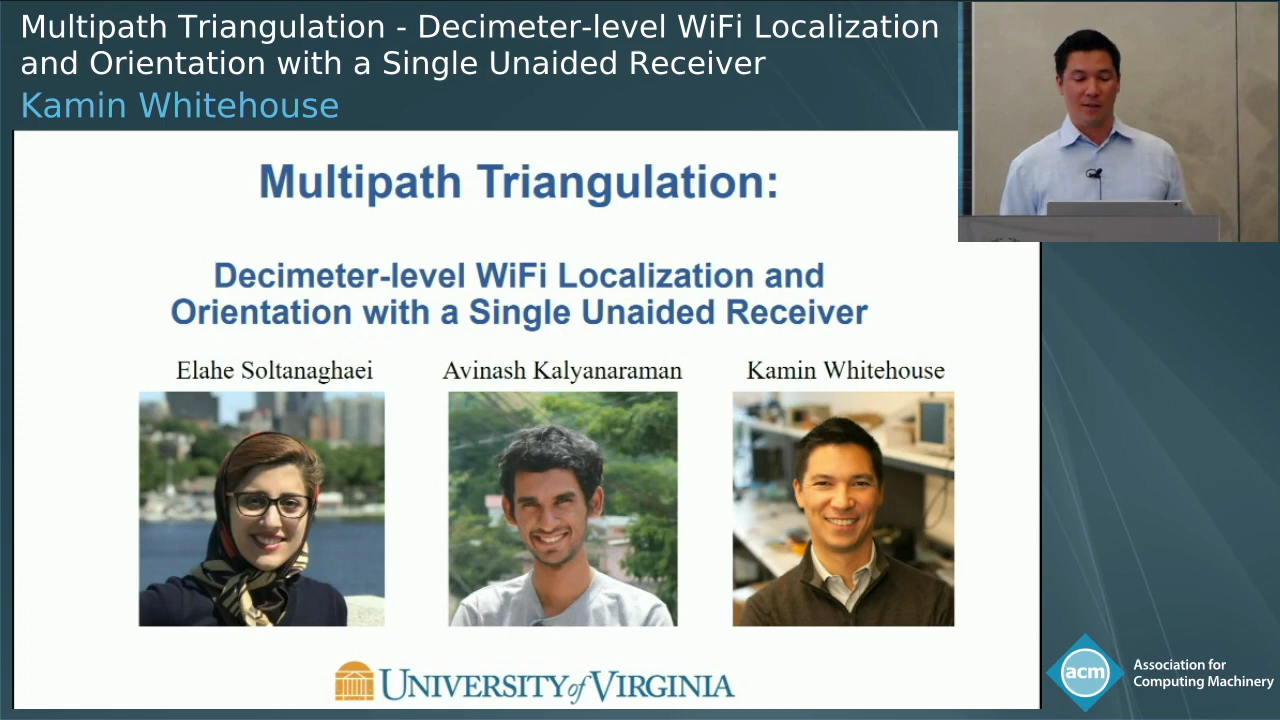 Multipath Triangulation - Decimeter-level WiFi Localization
and Orientation with a Single Unaided Receiver
Kamin Whitehouse
Multipath Triangulation:
Decimeter-level WiFi Localization and
Orientation with a Single Unaided Receiver
Elahe Soltanaghaei
Avinash Kalyanaraman
Kamin Whitehouse
UNIVERSITY of VIRGINIA
acm
Association for
Computing Machinery